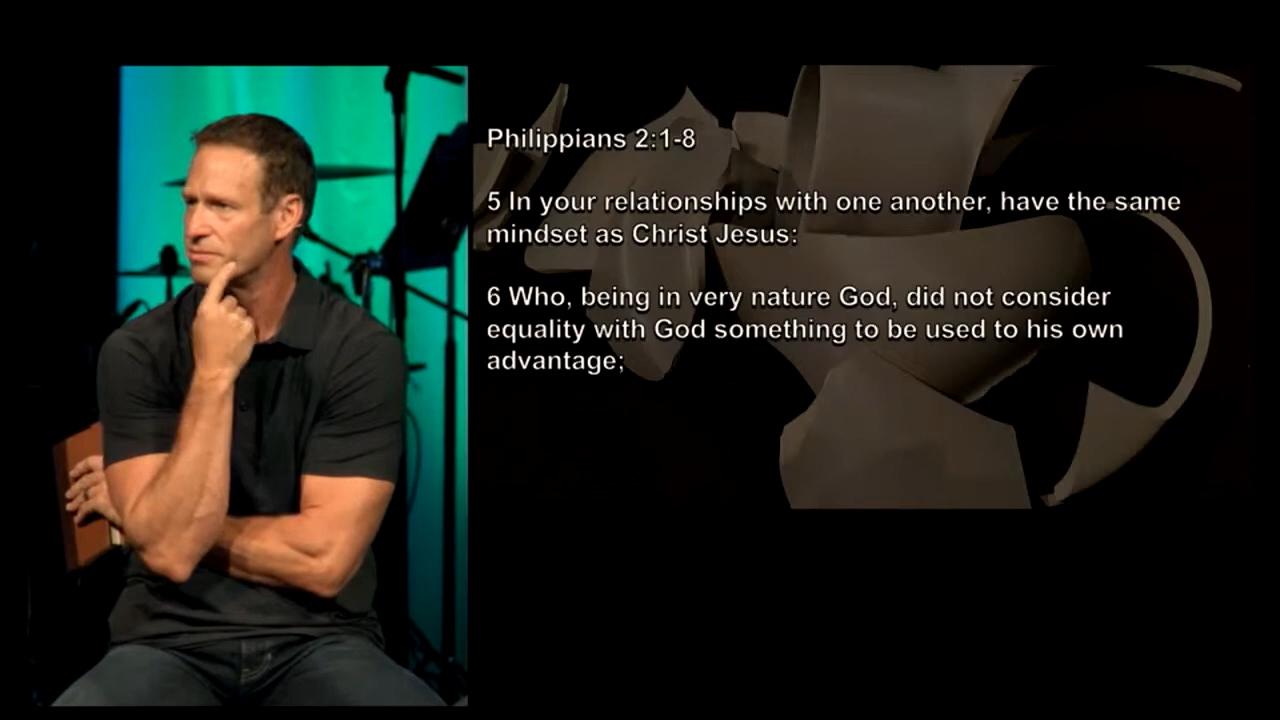 Philippians 2:1-8
5 In your relationships with one another, have the same
mindset as Christ Jesus:
6 Who, being in very nature God, did not consider
equality with God something to be used to his own
advantage;